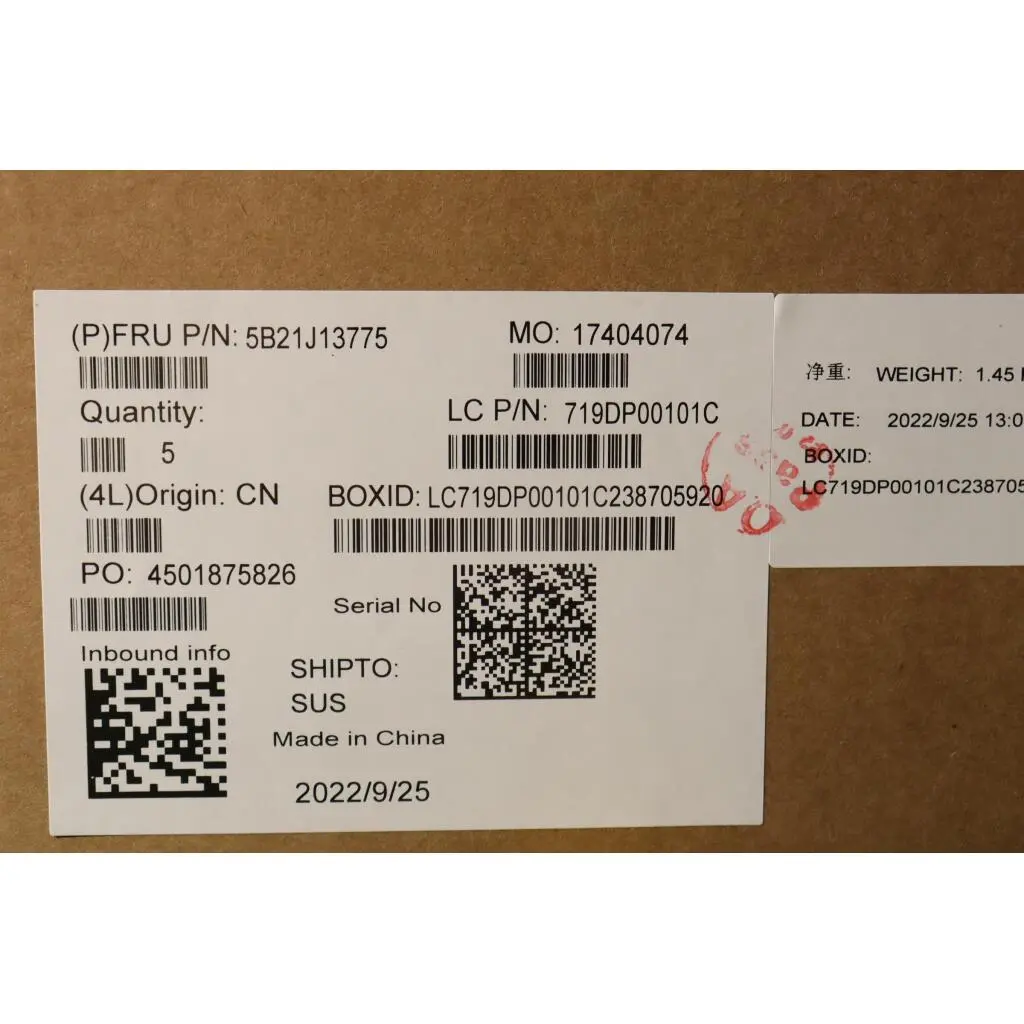 (P)FRU P/N: 5B21J13775
MO: 17404074
Quantity:
5
LC P/N: 719DP00101C
(4L)Origin: CN
BOXID: LC719DP00101C238705920
PO: 4501875826
Serial No
Inbound info
SHIPTO:
SUS
Made in China
2022/9/25
净重: WEIGHT: 1.45
DATE: 2022/9/25 13:0
BOXID:
LC719DP00101C238705